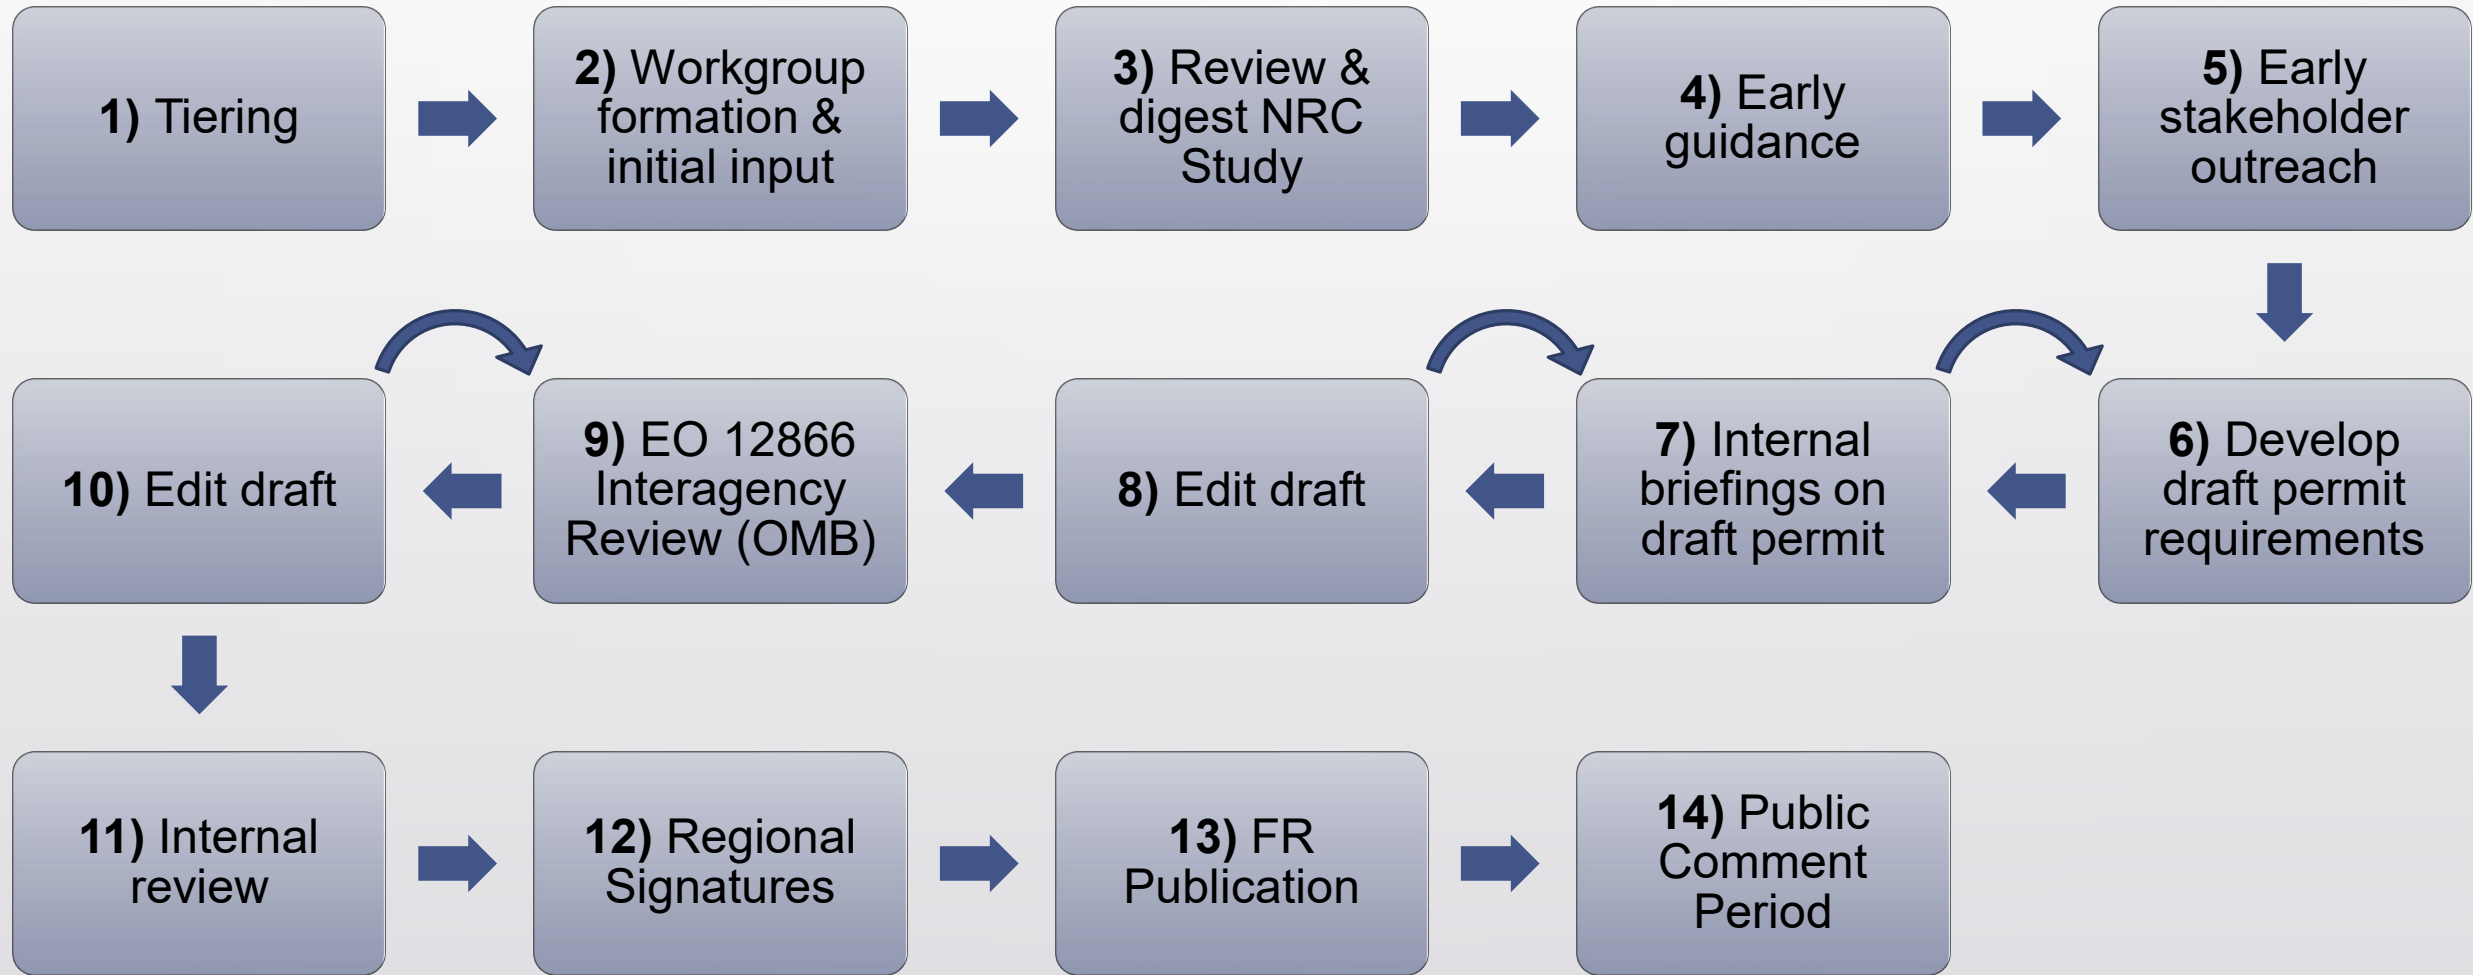 1) Tiering
2) Workgroup
formation &
initial input
3) Review &
digest NRC
Study
4) Early
guidance
5) Early
stakeholder
outreach
6) Develop
draft permit
requirements
7) Internal
briefings on
draft permit
8) Edit draft
9) EO 12866
Interagency
Review (OMB)
10) Edit draft
11) Internal
review
12) Regional
Signatures
13) FR
Publication
14) Public
Comment
Period